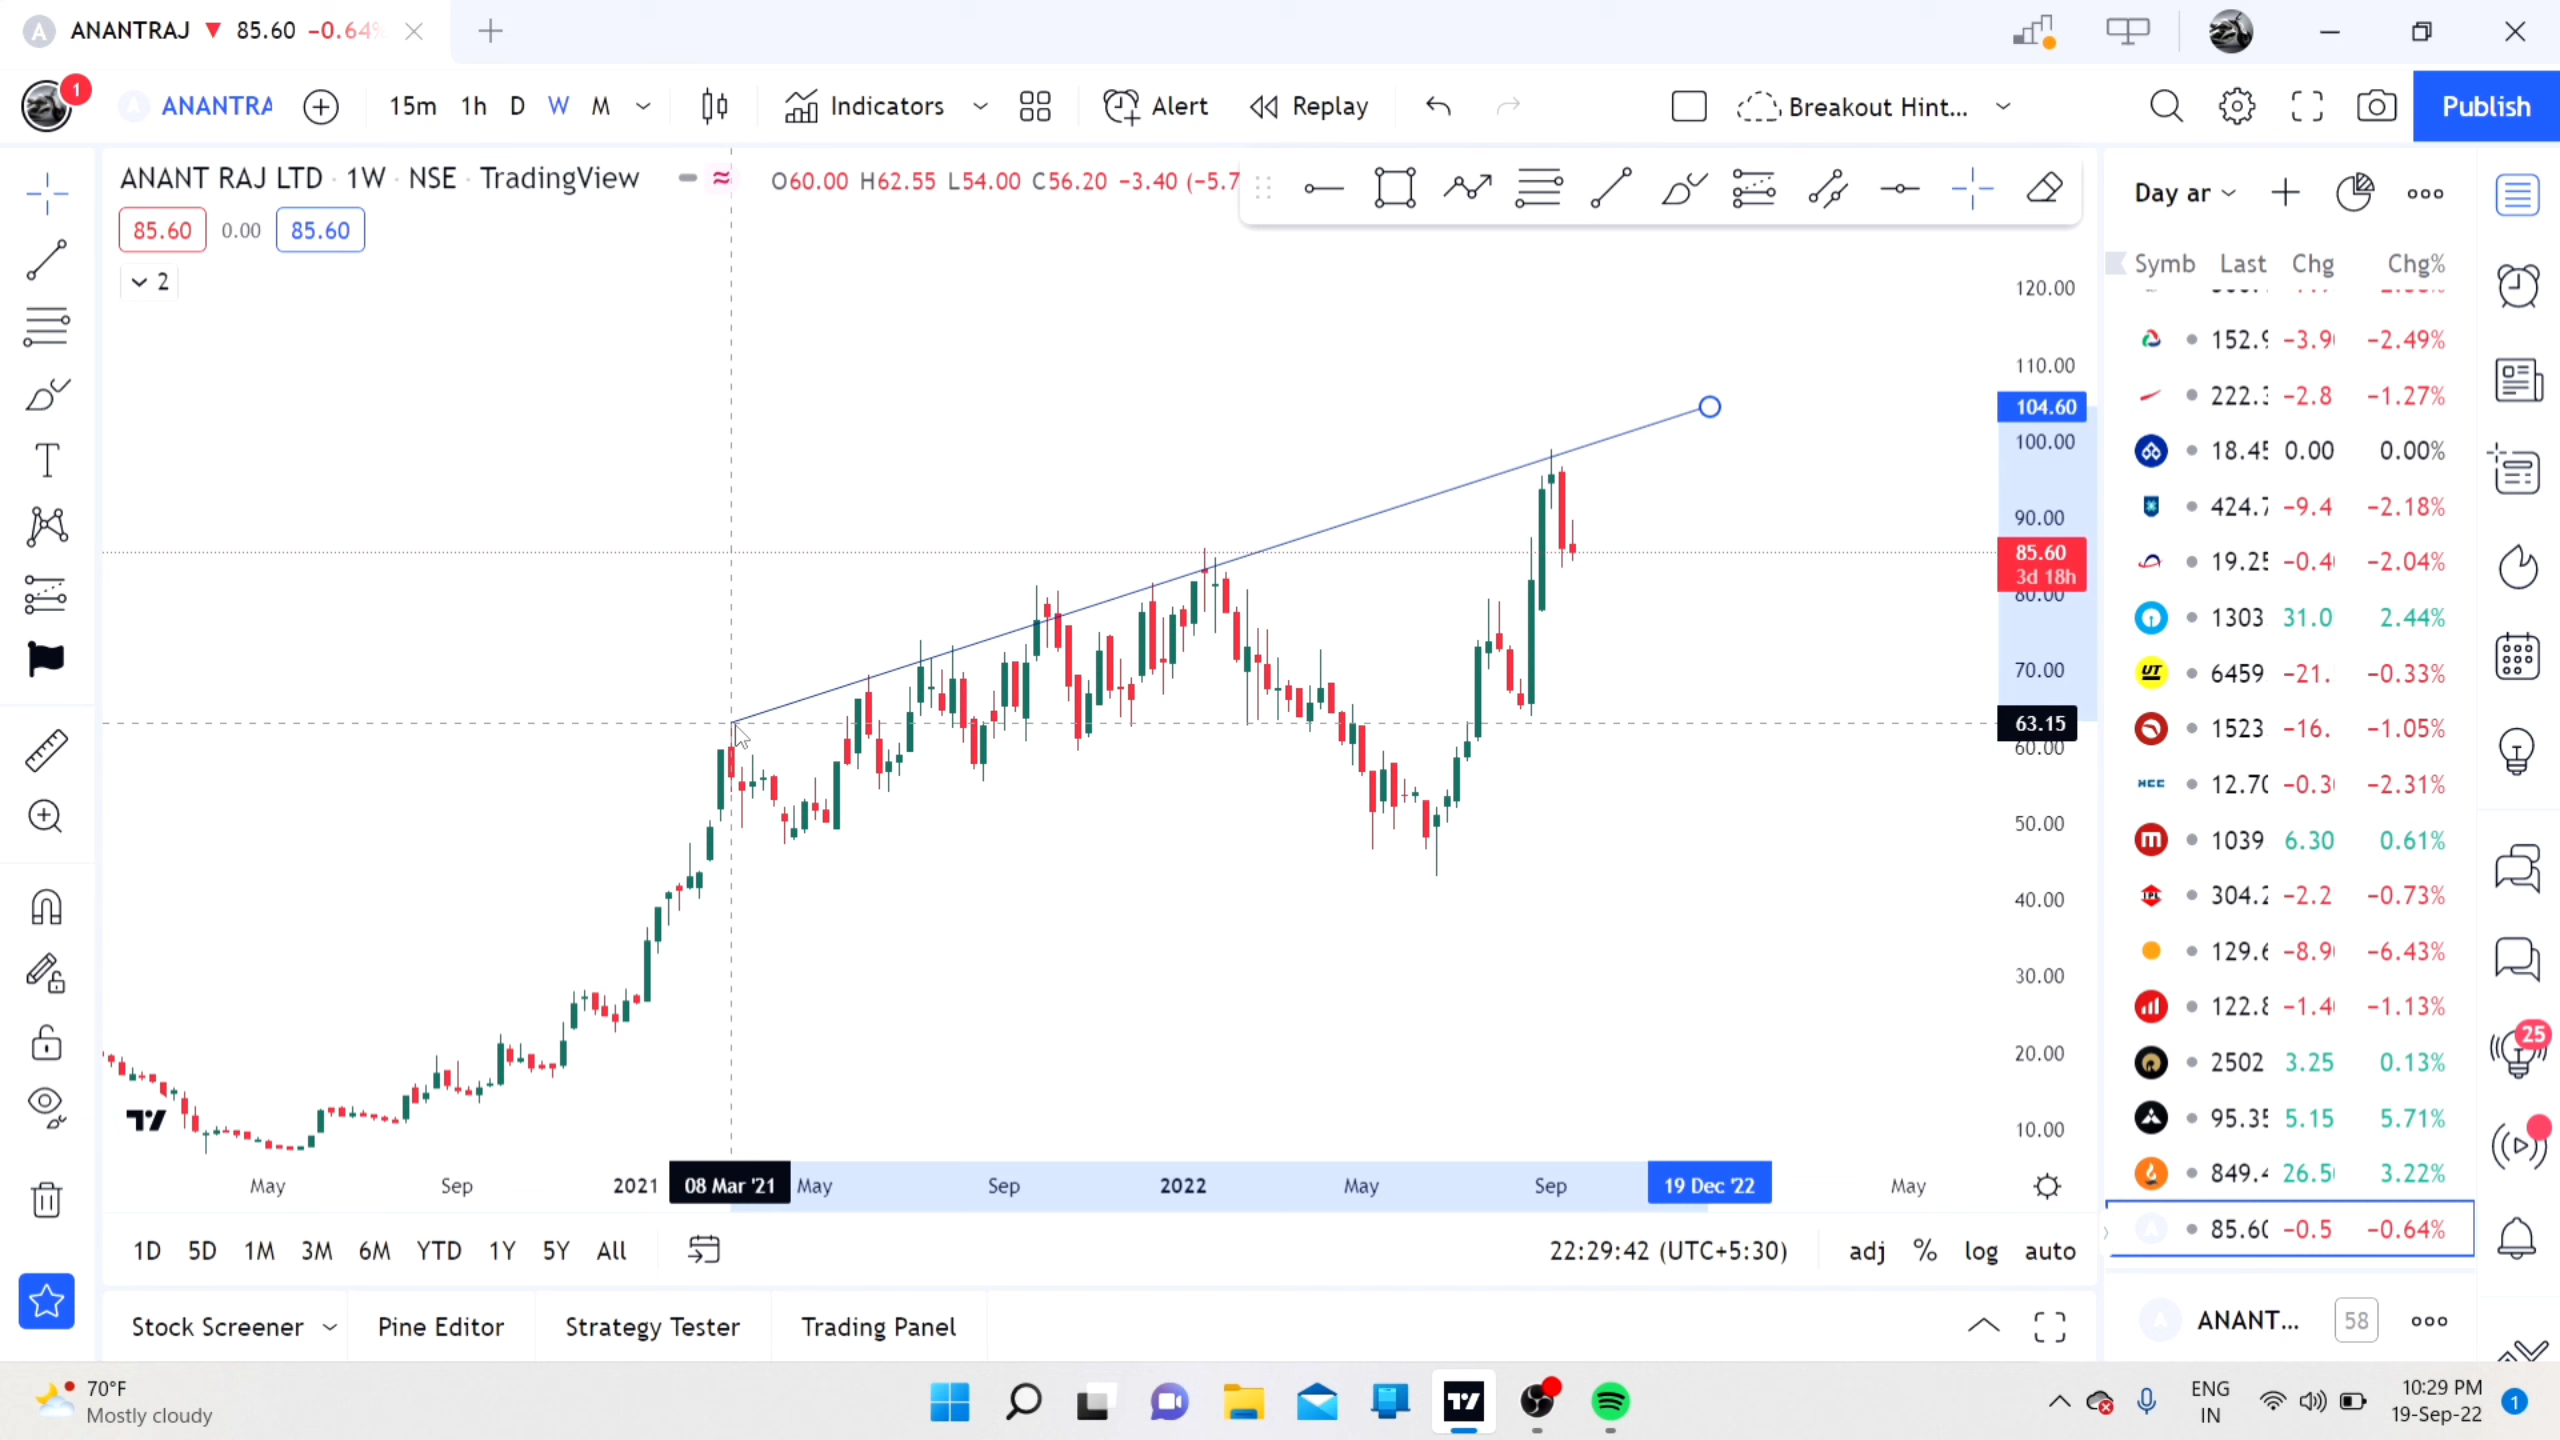 ANANTRAJ ▼ 85.60 −0.64%
1
ANANTRA 15m 1h D W M Indicators Alert Replay Breakout Hint... Publish
ANANT RAJ LTD · 1W · NSE · TradingView O60.00 H62.55 L54.00 C56.20 −3.40 (−5.7
85.60 0.00 85.60
2
120.00
110.00
104.60
100.00
90.00
85.60
3d 18h
80.00
70.00
63.15
60.00
50.00
40.00
30.00
20.00
10.00
May Sep 2021 08 Mar '21 May Sep 2022 May Sep 19 Dec '22 May
1D 5D 1M 3M 6M YTD 1Y 5Y All 22:29:42 (UTC+5:30) adj % log auto
Stock Screener Pine Editor Strategy Tester Trading Panel
Day ar
Symb Last Chg Chg%
152.9 −3.9 −2.49%
222.3 −2.8 −1.27%
18.45 0.00 0.00%
424.7 −9.4 −2.18%
19.25 −0.4 −2.04%
1303 31.0 2.44%
UT 6459 −21. −0.33%
1523 −16. −1.05%
HCC 12.70 −0.3 −2.31%
1039 6.30 0.61%
304.2 −2.2 −0.73%
129.6 −8.9 −6.43%
122.8 −1.4 −1.13%
2502 3.25 0.13%
95.35 5.15 5.71%
849.4 26.5 3.22%
85.60 −0.5 −0.64%
ANANT... 58
25
70°F
Mostly cloudy
ENG
IN
10:29 PM
19-Sep-22
1